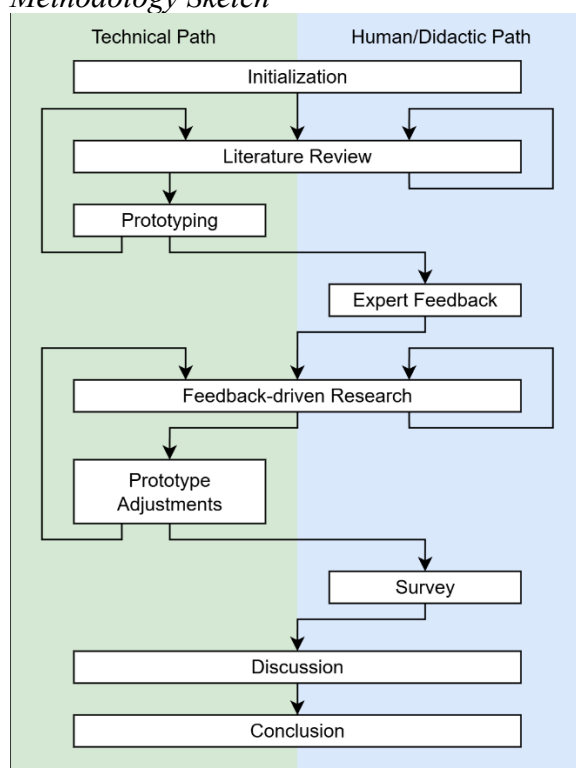 Methodology Sketch
Technical Path
Human/Didactic Path
Initialization
Literature Review
Prototyping
Expert Feedback
Feedback-driven Research
Prototype
Adjustments
Survey
Discussion
Conclusion